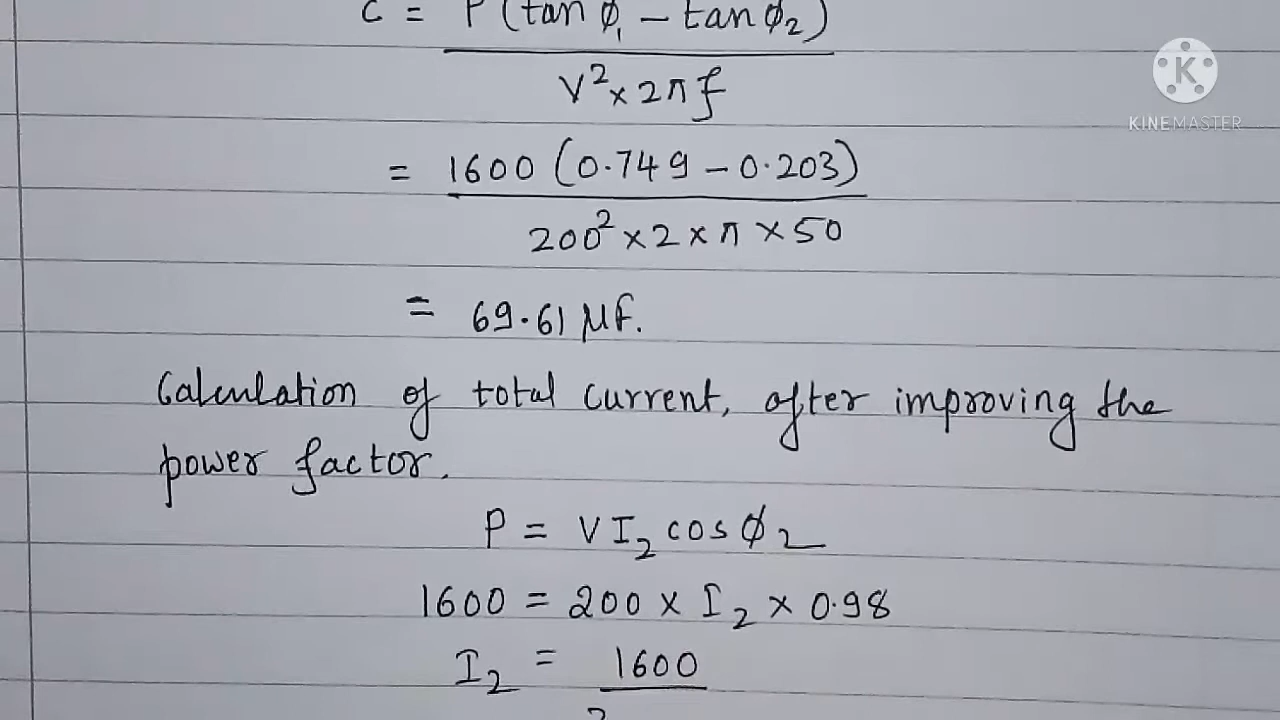 C = P (tan ϕ₁ – tan ϕ₂)
V² × 2π f
= 1600 (0.749 – 0.203)
200² × 2 × π × 50
= 69.61 μF.
Calculation of total current, after improving the
power factor.
P = V I₂ cos ϕ₂
1600 = 200 × I₂ × 0.98
I₂ = 1600
K
KINEMASTER